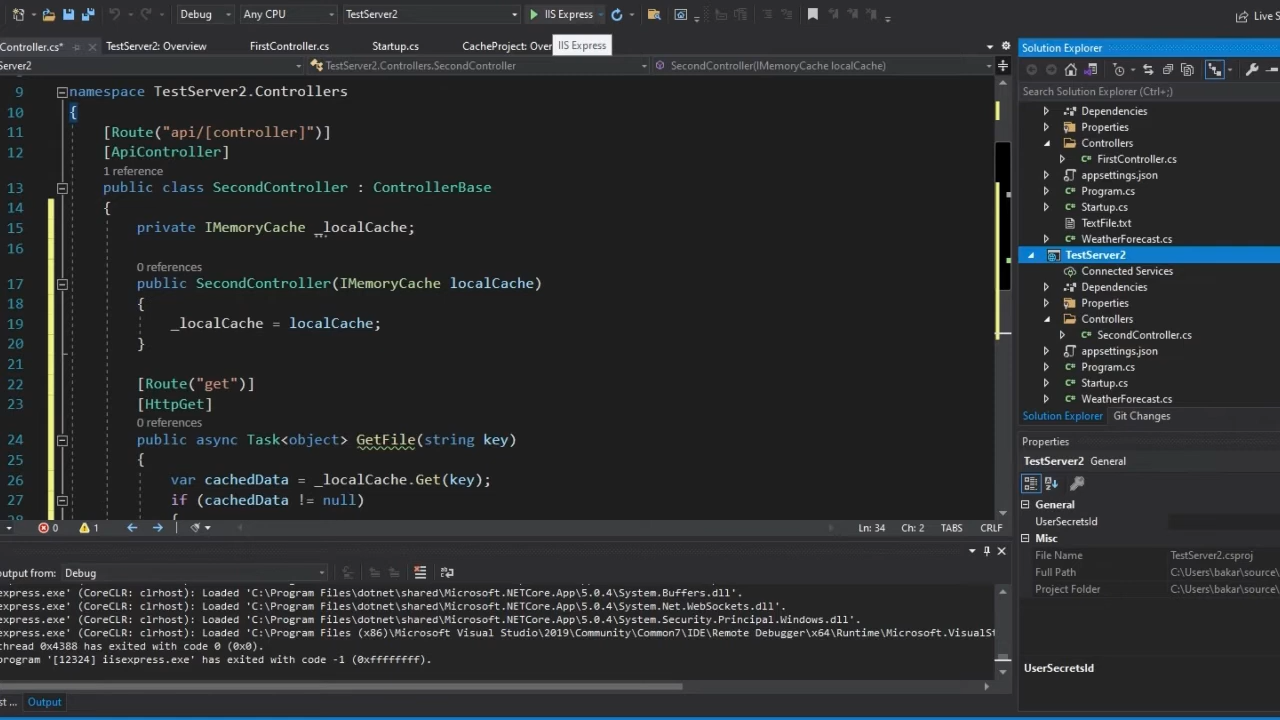 Debug
Any CPU
TestServer2
IIS Express
Live S
Controller.cs*
TestServer2: Overview
FirstController.cs
Startup.cs
CacheProject: Over
IIS Express
Server2
TestServer2.Controllers.SecondController
SecondController(IMemoryCache localCache)
9 namespace TestServer2.Controllers
10 {
11 [Route("api/[controller]")]
12 [ApiController]
1 reference
13 public class SecondController : ControllerBase
14 {
15 private IMemoryCache _localCache;
16
0 references
17 public SecondController(IMemoryCache localCache)
18 {
19 _localCache = localCache;
20 }
21
22 [Route("get")]
23 [HttpGet]
0 references
24 public async Task<object> GetFile(string key)
25 {
26 var cachedData = _localCache.Get(key);
27 if (cachedData != null)
28 {
0
1
Ln: 34
Ch: 2
TABS
CRLF
output from:
Debug
express.exe' (CoreCLR: clrhost): Loaded 'C:\Program Files\dotnet\shared\Microsoft.NETCore.App\5.0.4\System.Buffers.dll'.
express.exe' (CoreCLR: clrhost): Loaded 'C:\Program Files\dotnet\shared\Microsoft.NETCore.App\5.0.4\System.Net.WebSockets.dll'.
express.exe' (CoreCLR: clrhost): Loaded 'C:\Program Files\dotnet\shared\Microsoft.NETCore.App\5.0.4\System.Security.Principal.Windows.dll'.
express.exe' (CoreCLR: clrhost): Loaded 'C:\Program Files (x86)\Microsoft Visual Studio\2019\Community\Common7\IDE\Remote Debugger\x64\Runtime\Microsoft.VisualSt
thread 0x4388 has exited with code 0 (0x0).
program '[12324] iisexpress.exe' has exited with code -1 (0xffffffff).
st ...
Output
Solution Explorer
Search Solution Explorer (Ctrl+;)
Dependencies
Properties
Controllers
C# FirstController.cs
appsettings.json
C# Program.cs
C# Startup.cs
TextFile.txt
C# WeatherForecast.cs
TestServer2
Connected Services
Dependencies
Properties
Controllers
C# SecondController.cs
appsettings.json
C# Program.cs
C# Startup.cs
C# WeatherForecast.cs
Solution Explorer
Git Changes
Properties
TestServer2 General
General
UserSecretsId
Misc
File Name
TestServer2.csproj
Full Path
C:\Users\bakar\source\
Project Folder
C:\Users\bakar\source\
UserSecretsId